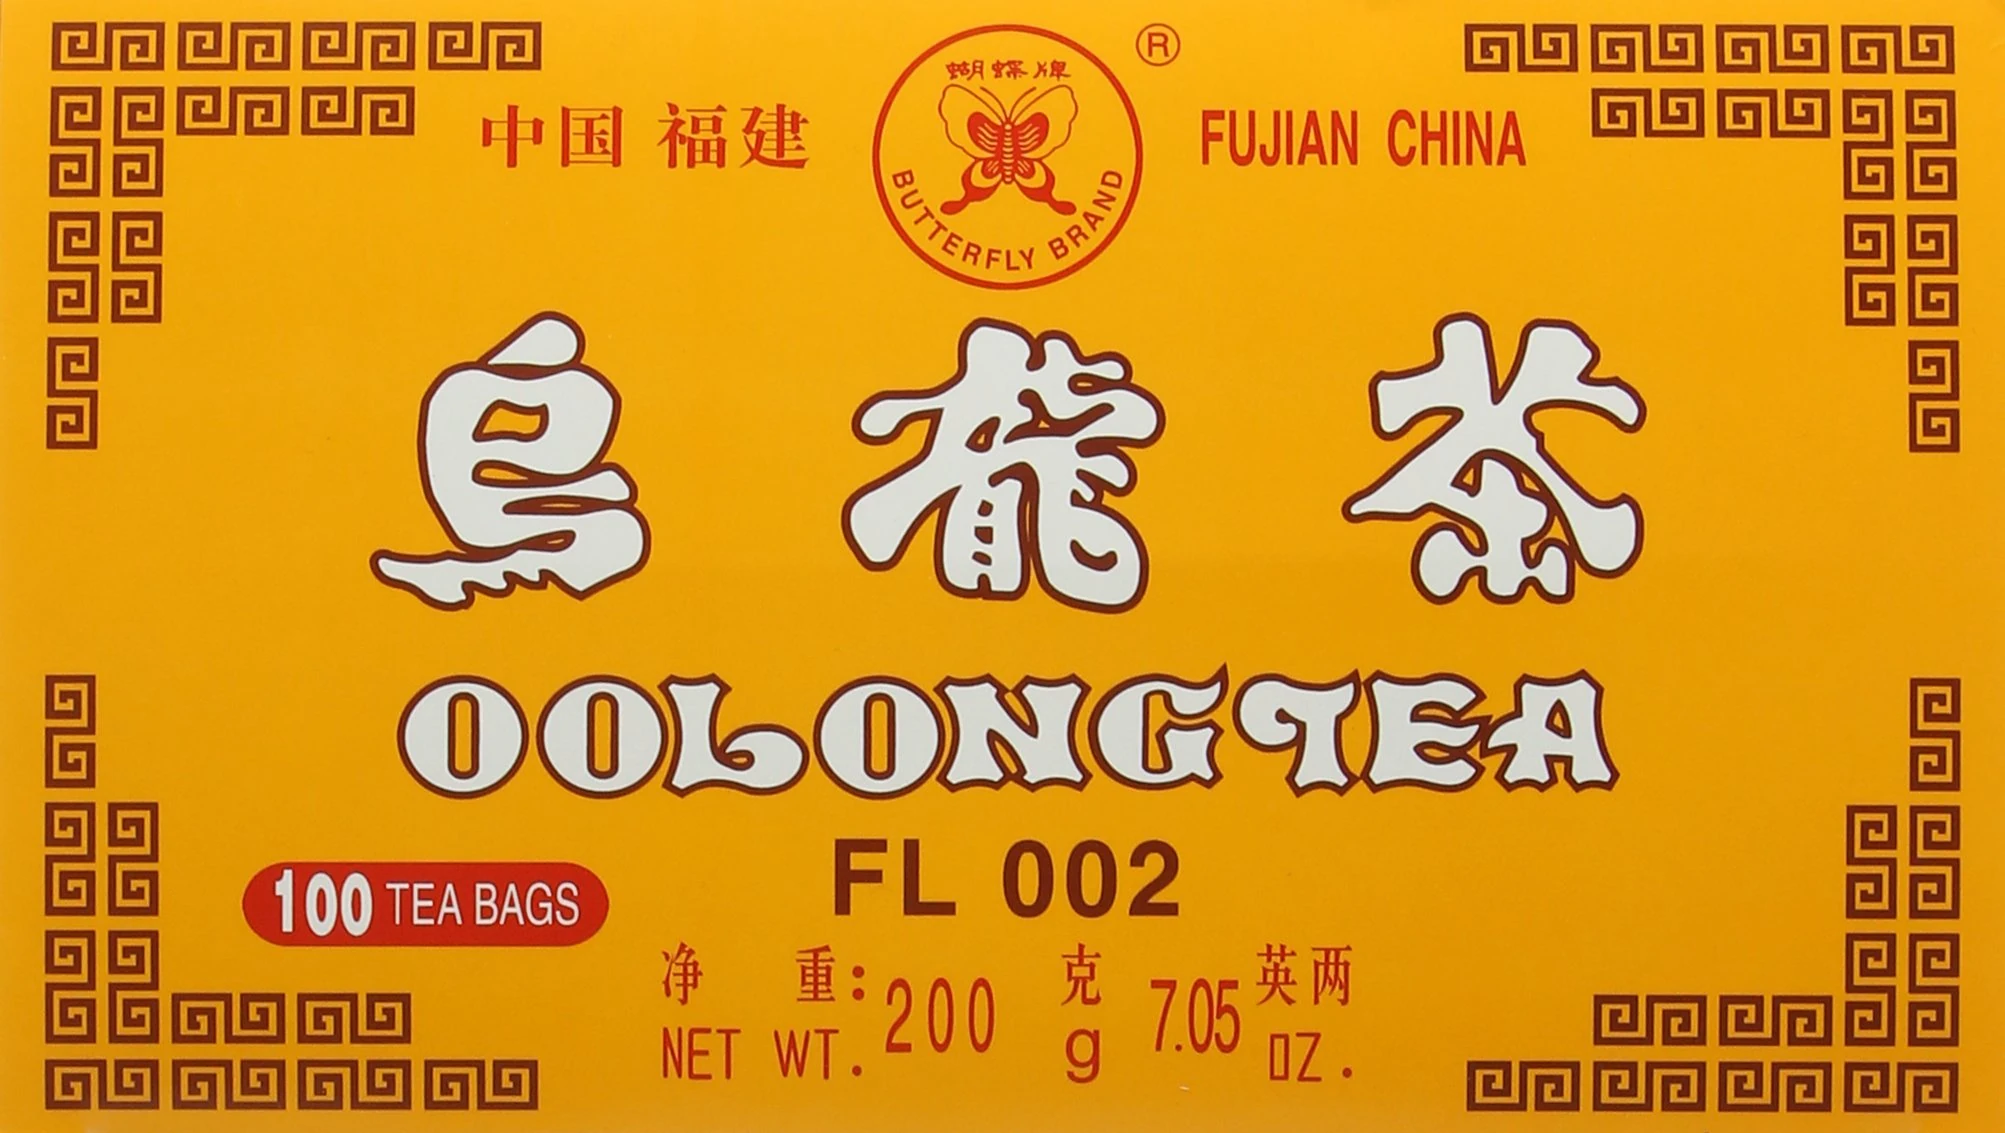 蝴蝶牌
BUTTERFLY BRAND
®
中国 福建
FUJIAN CHINA
乌龍茶
OOLONG TEA
FL 002
100 TEA BAGS
净 重: 200 克 7.05 英两
NET WT. g OZ.